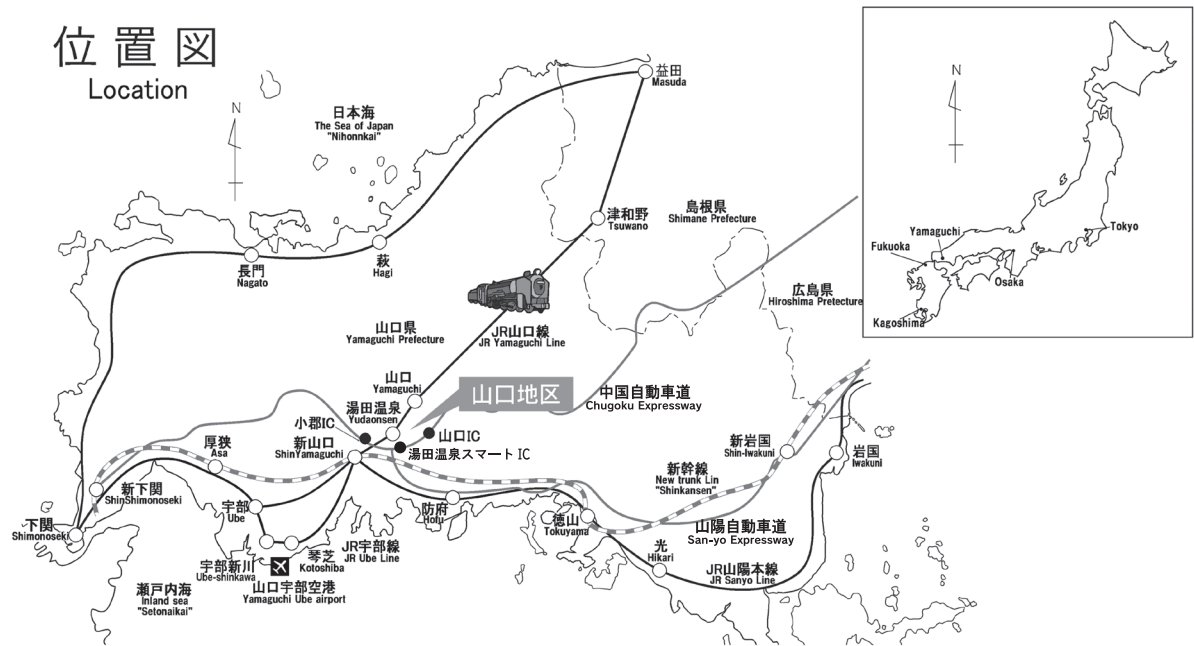 位置図
Location
N
日本海
The Sea of Japan
"Nihonnkai"
益田
Masuda
津和野
Tsuwano
島根県
Shimane Prefecture
長門
Nagato
萩
Hagi
広島県
Hiroshima Prefecture
山口県
Yamaguchi Prefecture
JR山口線
JR Yamaguchi Line
山口
Yamaguchi
山口地区
中国自動車道
Chugoku Expressway
湯田温泉
Yudaonsen
小郡IC
山口IC
湯田温泉スマートIC
新山口
ShinYamaguchi
厚狭
Asa
新下関
ShinShimonoseki
下関
Shimonoseki
宇部
Ube
防府
Hofu
徳山
Tokuyama
新幹線
New trunk Lin
"Shinkansen"
新岩国
Shin-Iwakuni
岩国
Iwakuni
山陽自動車道
San-yo Expressway
光
Hikari
JR山陽本線
JR Sanyo Line
宇部新川
Ube-shinkawa
琴芝
Kotoshiba
JR宇部線
JR Ube Line
山口宇部空港
Yamaguchi Ube airport
瀬戸内海
Inland sea
"Setonaikai"
N
Yamaguchi
Fukuoka
Tokyo
Osaka
Kagoshima